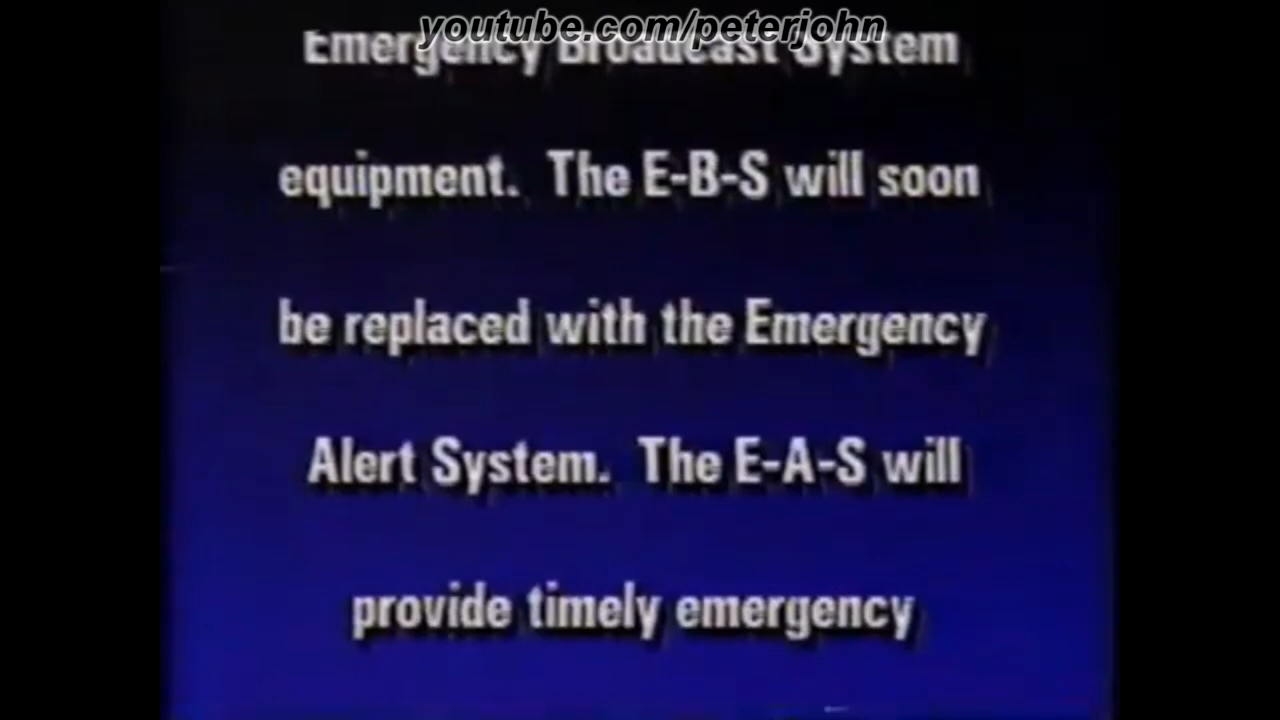 youtube.com/peterjohn
Emergency Broadcast System
equipment. The E-B-S will soon
be replaced with the Emergency
Alert System. The E-A-S will
provide timely emergency